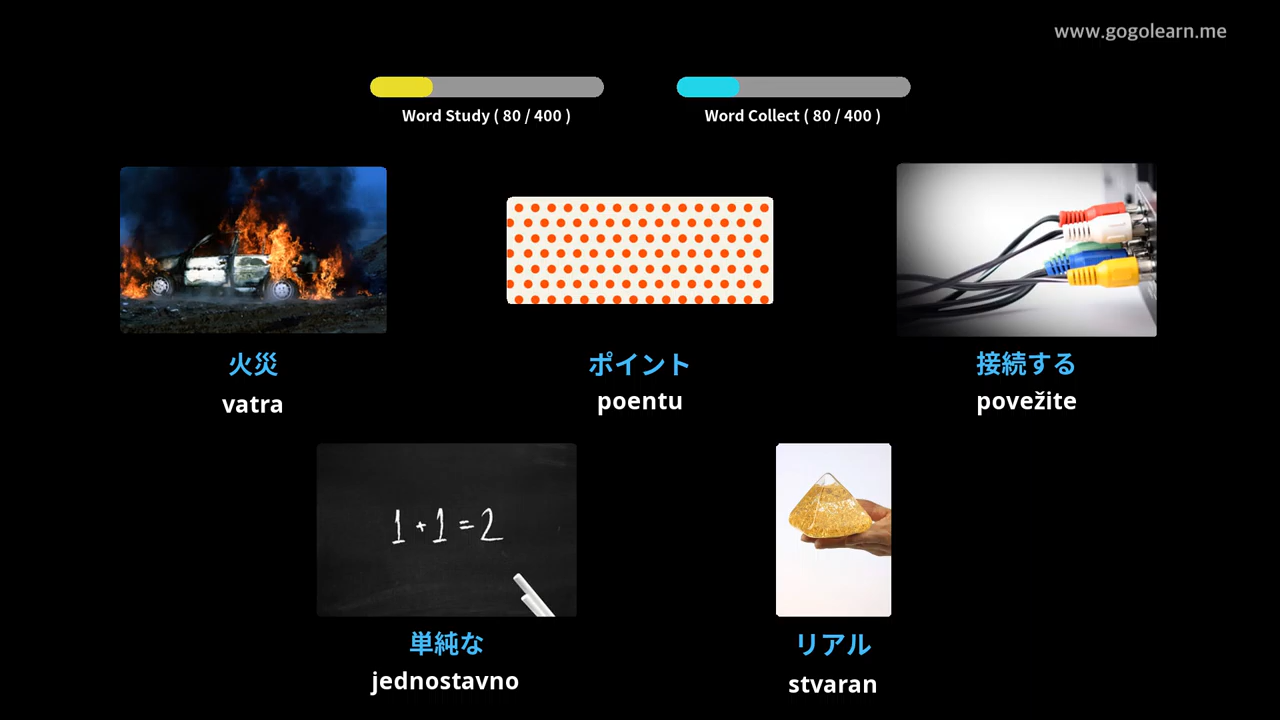 www.gogolearn.me
Word Study ( 80 / 400 )
Word Collect ( 80 / 400 )
火災
vatra
ポイント
poentu
接続する
povežite
1 + 1 = 2
単純な
jednostavno
リアル
stvaran